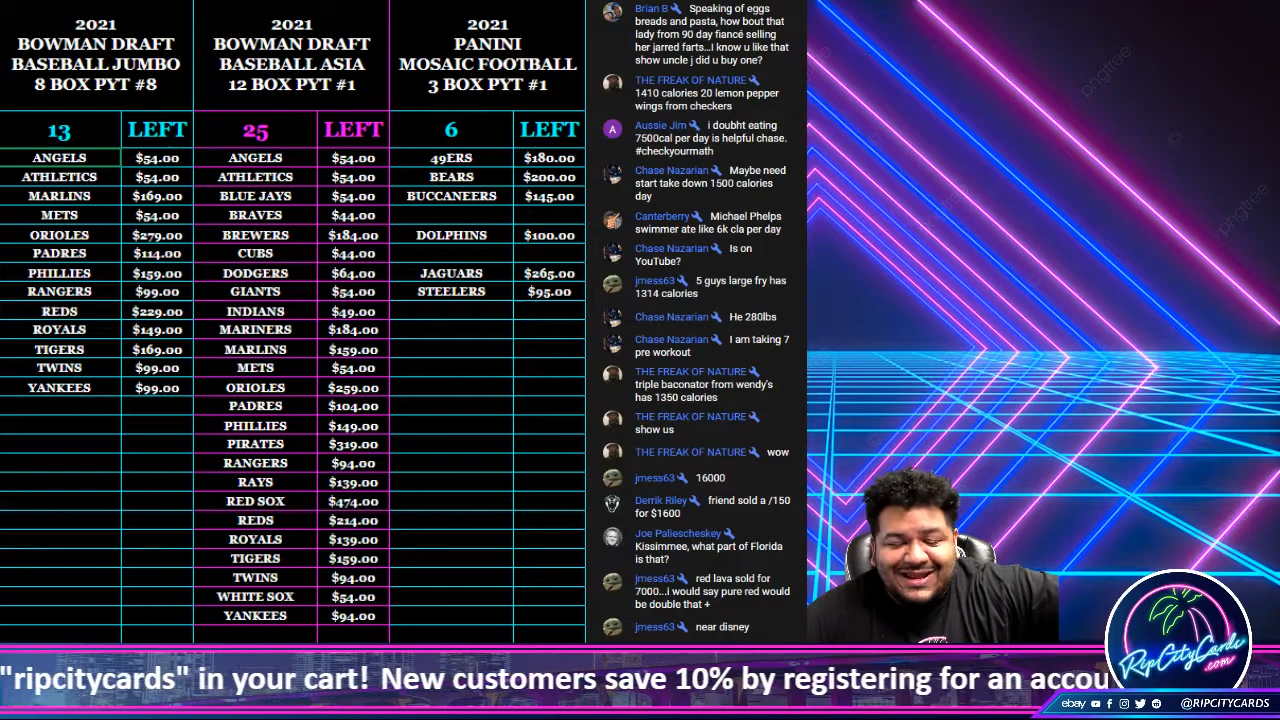 2021
BOWMAN DRAFT
BASEBALL JUMBO
8 BOX PYT #8
13 LEFT
ANGELS $54.00
ATHLETICS $54.00
MARLINS $169.00
METS $54.00
ORIOLES $279.00
PADRES $114.00
PHILLIES $159.00
RANGERS $99.00
REDS $229.00
ROYALS $149.00
TIGERS $169.00
TWINS $99.00
YANKEES $99.00
2021
BOWMAN DRAFT
BASEBALL ASIA
12 BOX PYT #1
25 LEFT
ANGELS $54.00
ATHLETICS $54.00
BLUE JAYS $54.00
BRAVES $44.00
BREWERS $184.00
CUBS $44.00
DODGERS $64.00
GIANTS $54.00
INDIANS $49.00
MARINERS $184.00
MARLINS $159.00
METS $54.00
ORIOLES $259.00
PADRES $104.00
PHILLIES $149.00
PIRATES $319.00
RANGERS $94.00
RAYS $139.00
RED SOX $474.00
REDS $214.00
ROYALS $139.00
TIGERS $159.00
TWINS $94.00
WHITE SOX $54.00
YANKEES $94.00
2021
PANINI
MOSAIC FOOTBALL
3 BOX PYT #1
6 LEFT
49ERS $180.00
BEARS $200.00
BUCCANEERS $145.00
DOLPHINS $100.00
JAGUARS $265.00
STEELERS $95.00
Brian B Speaking of eggs
breads and pasta, how bout that
lady from 90 day fiancé selling
her jarred farts...I know u like that
show uncle j did u buy one?
THE FREAK OF NATURE
1410 calories 20 lemon pepper
wings from checkers
A
Aussie Jim i doubht eating
7500cal per day is helpful chase.
#checkyourmath
Chase Nazarian Maybe need
start take down 1500 calories
day
Canterberry Michael Phelps
swimmer ate like 6k cla per day
Chase Nazarian Is on
YouTube?
jmess63 5 guys large fry has
1314 calories
Chase Nazarian He 280lbs
Chase Nazarian I am taking 7
pre workout
THE FREAK OF NATURE
triple baconator from wendy's
has 1350 calories
THE FREAK OF NATURE
show us
THE FREAK OF NATURE wow
jmess63 16000
Derrik Riley friend sold a /150
for $1600
Joe Paliescheskey
Kissimmee, what part of Florida
is that?
jmess63 red lava sold for
7000...i would say pure red would
be double that +
jmess63 near disney
pngtree
pngtree
pngtree
"ripcitycards" in your cart! New customers save 10% by registering for an accou
RipCityCards
.com
ebay @RIPCITYCARDS